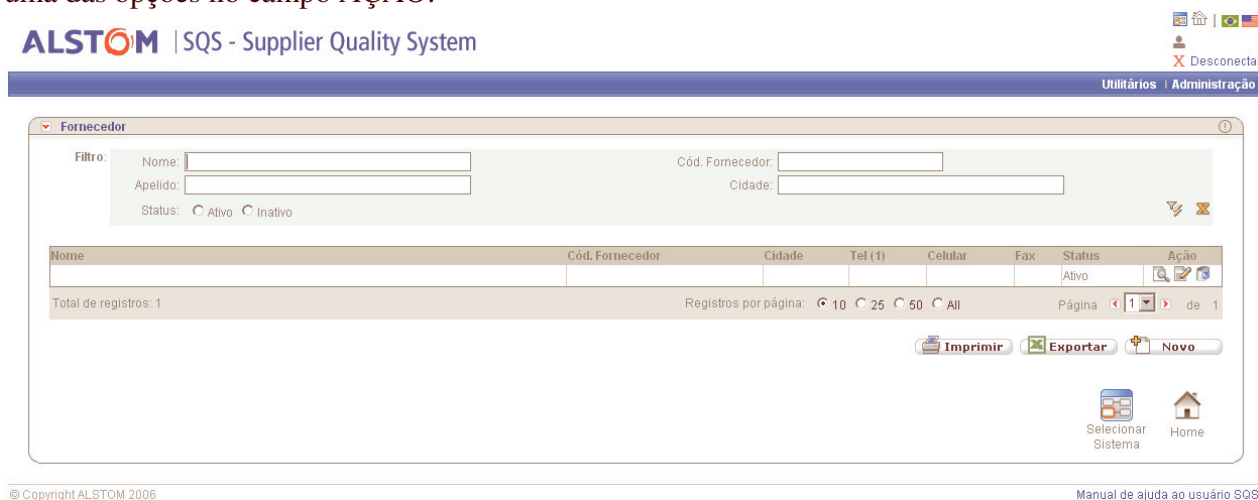 uma das opções no campo AÇÃO:
ALSTOM | SQS - Supplier Quality System
X Desconecta
Utilitários | Administração
Fornecedor
Filtro: Nome: Cód. Fornecedor:
Apelido: Cidade:
Status: Ativo Inativo
Nome Cód. Fornecedor Cidade Tel (1) Celular Fax Status Ação
Ativo
Total de registros: 1 Registros por página: 10 25 50 All Página 1 de 1
Imprimir Exportar Novo
Selecionar Sistema Home
© Copyright ALSTOM 2006 Manual de ajuda ao usuário SQS